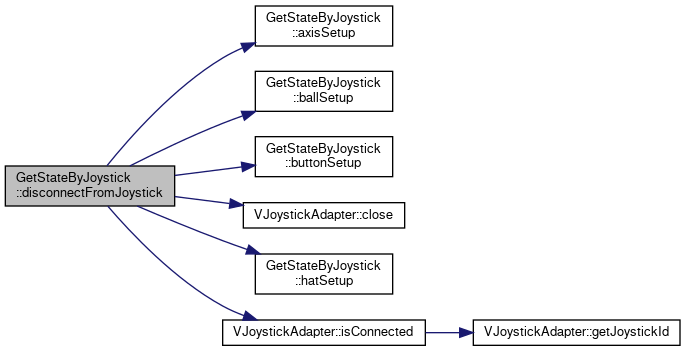 GetStateByJoystick
::disconnectFromJoystick
GetStateByJoystick
::axisSetup
GetStateByJoystick
::ballSetup
GetStateByJoystick
::buttonSetup
VJoystickAdapter::close
GetStateByJoystick
::hatSetup
VJoystickAdapter::isConnected
VJoystickAdapter::getJoystickId